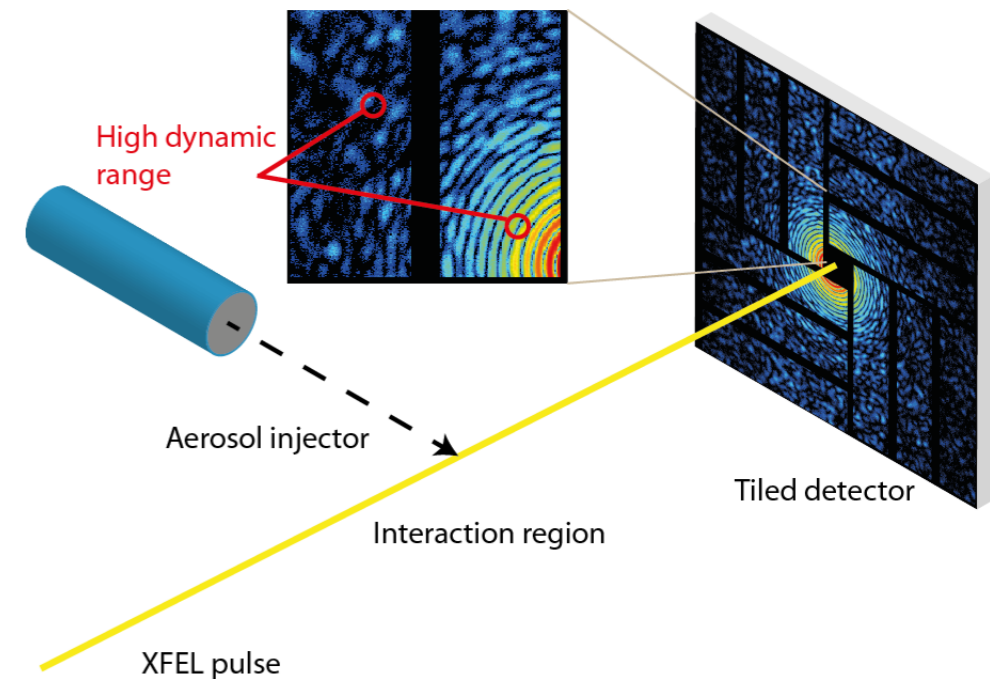 High dynamic
range
Aerosol injector
Tiled detector
Interaction region
XFEL pulse